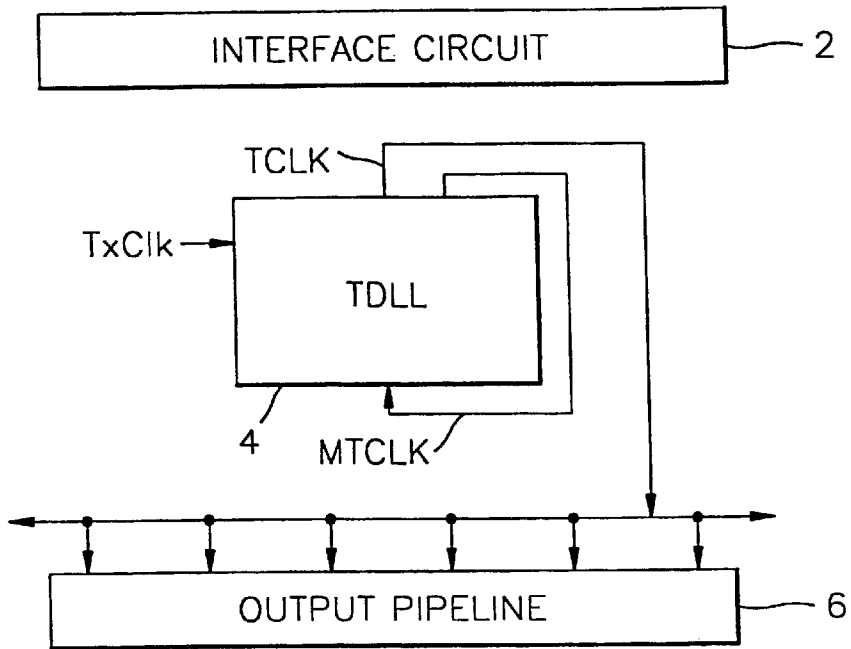 INTERFACE CIRCUIT
2
TCLK
TxClk
TDLL
4
MTCLK
OUTPUT PIPELINE
6